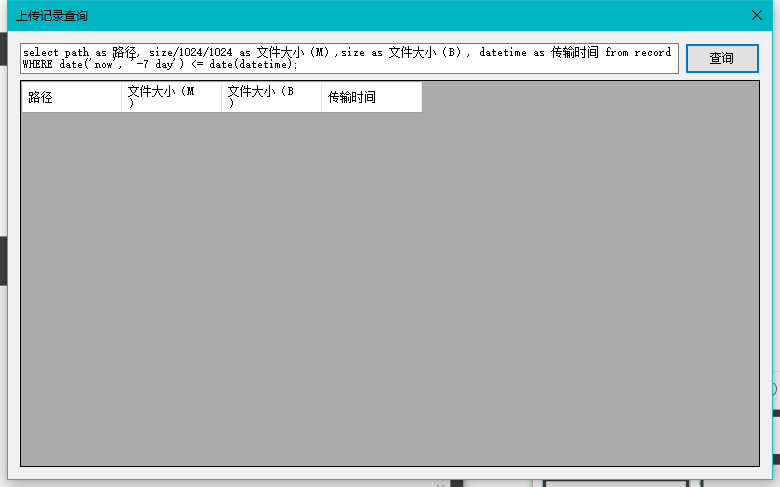 上传记录查询
select path as 路径, size/1024/1024 as 文件大小（M）,size as 文件大小（B）, datetime as 传输时间 from record
WHERE date('now', '-7 day') <= date(datetime);
查询
路径 文件大小（M） 文件大小（B） 传输时间